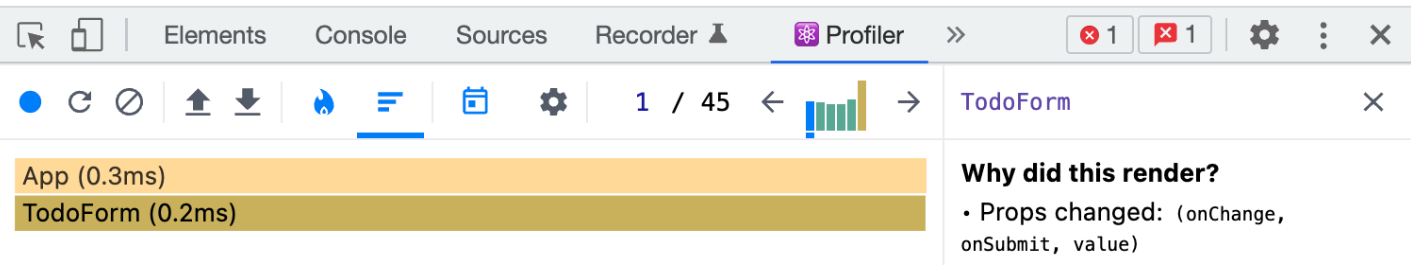 Elements Console Sources Recorder Profiler 1 1
1 / 45 TodoForm
App (0.3ms)
TodoForm (0.2ms)
Why did this render?
• Props changed: (onChange,
onSubmit, value)